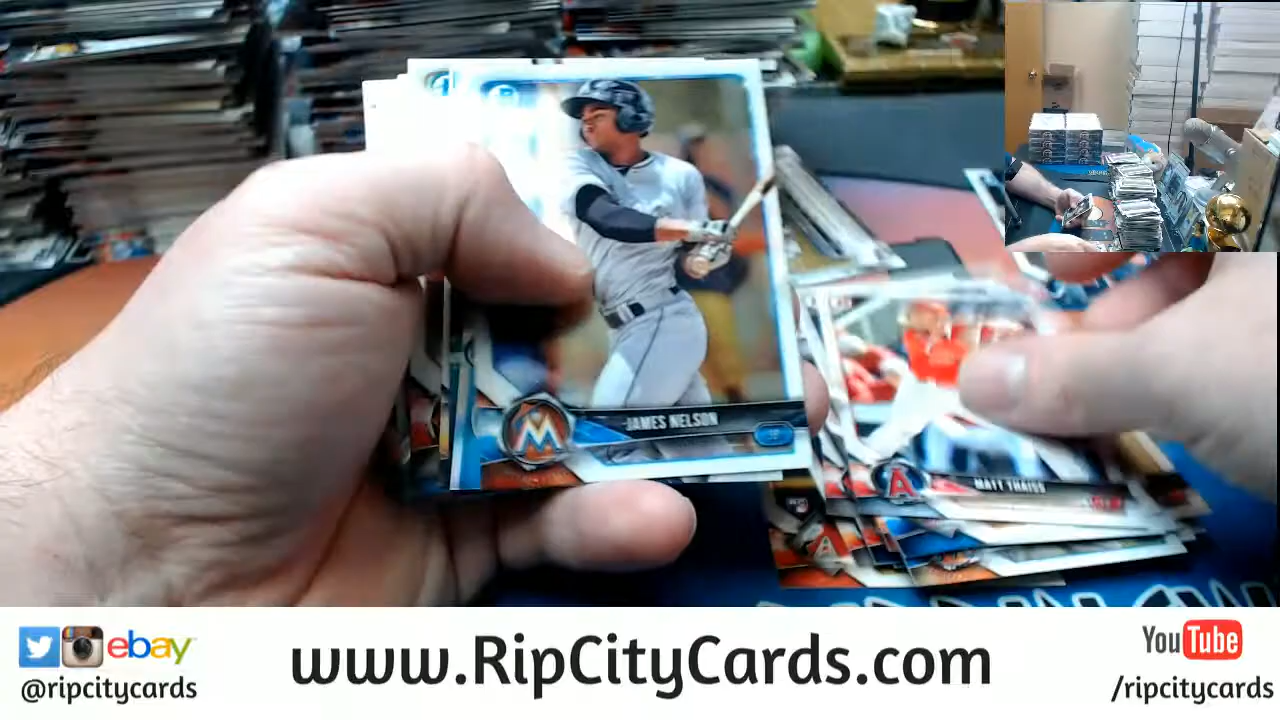 JAMES NELSON
M
A
MATT THAISS
A
ebay
@ripcitycards
www.RipCityCards.com
YouTube
/ripcitycards